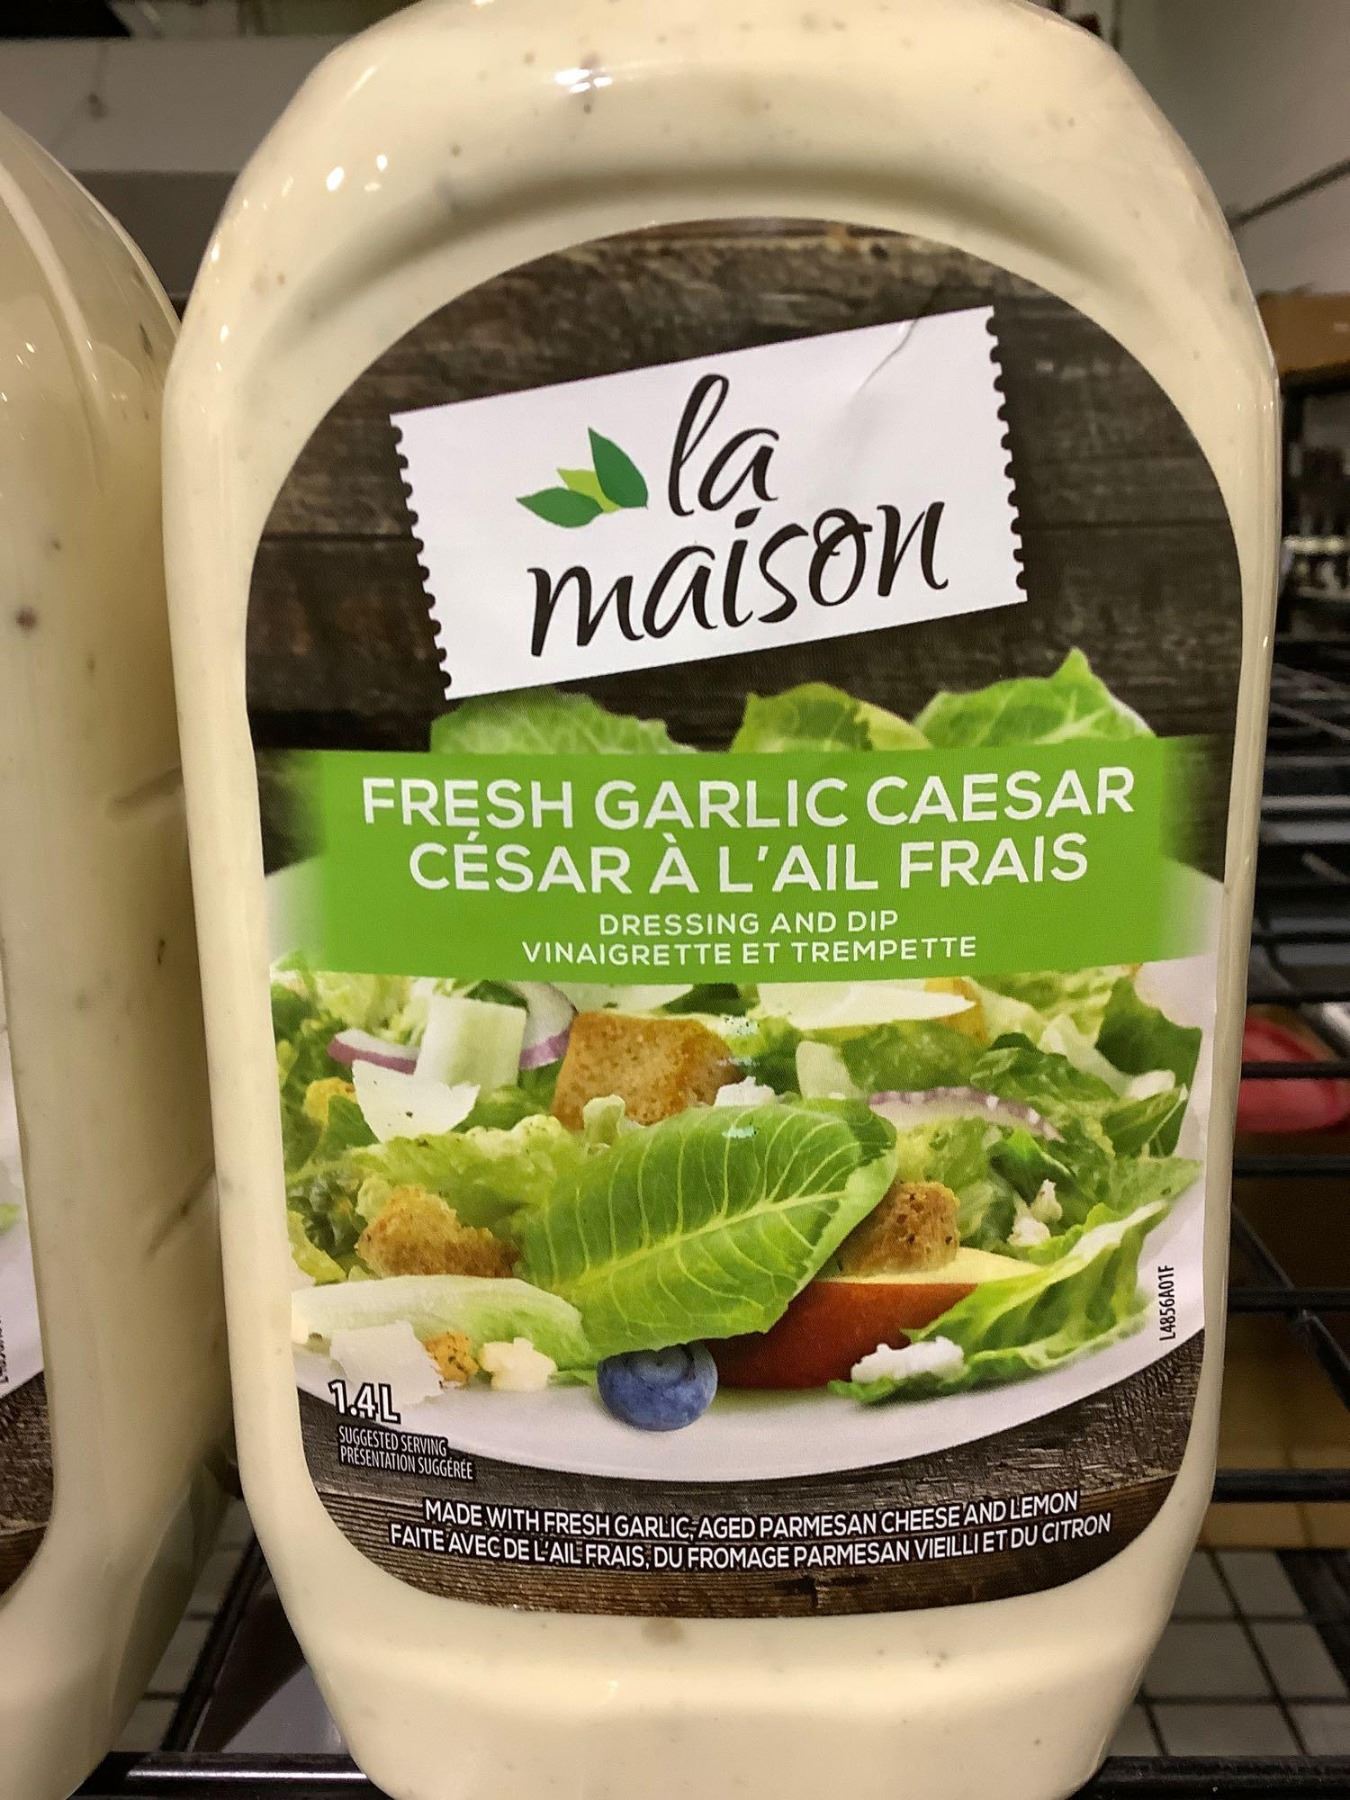 la
maison
FRESH GARLIC CAESAR
CÉSAR À L'AIL FRAIS
DRESSING AND DIP
VINAIGRETTE ET TREMPETTE
1.4L
SUGGESTED SERVING
PRÉSENTATION SUGGÉRÉE
L4856A01F
MADE WITH FRESH GARLIC, AGED PARMESAN CHEESE AND LEMON
FAITE AVEC DE L'AIL FRAIS, DU FROMAGE PARMESAN VIEILLI ET DU CITRON